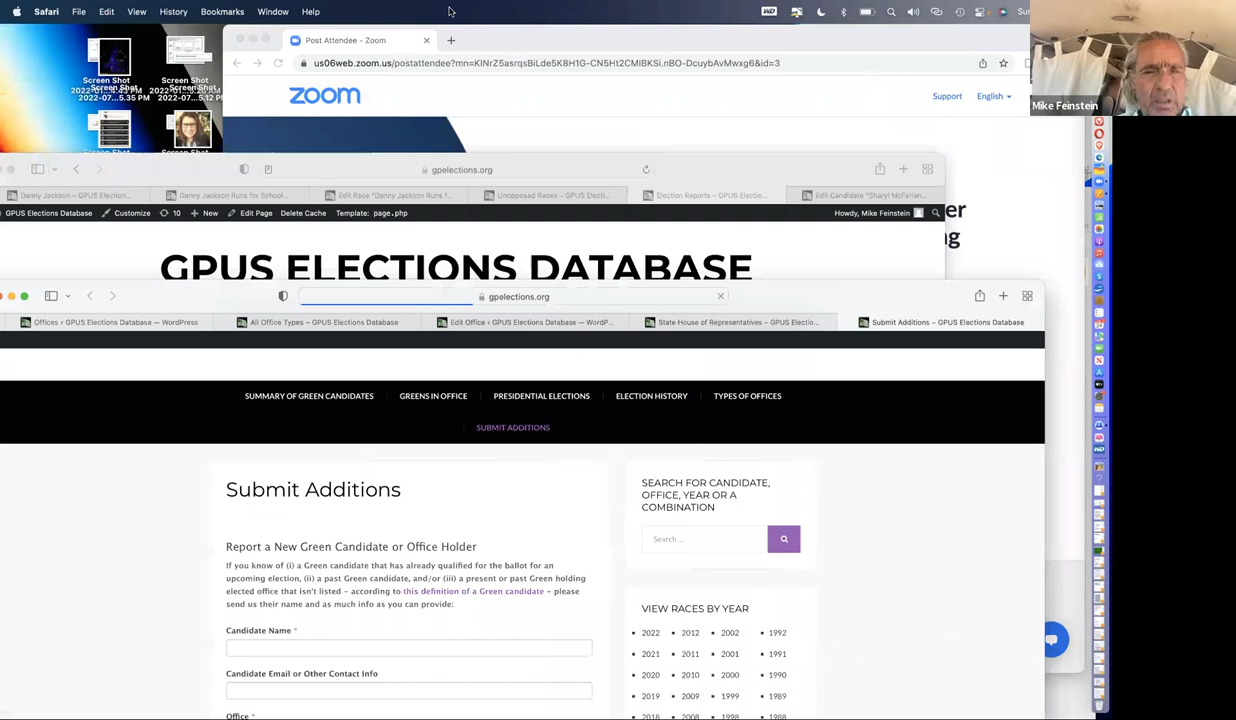 Safari File Edit View History Bookmarks Window Help
WD
Mike Feinstein
Post Attendee - Zoom
Screen Shot
Screen Shot
2022-07...5.35 PM
2022-07...5.12 PM
zoom
Support English
gpelections.org
Danny Jackson – GPUS Election...
Danny Jackson Runs for School...
Edit Race "Danny Jackson Runs f...
Unopposed Races – GPUS Electi...
Election Reports – GPUS Electio...
Edit Candidate "Sharyl McFarlan...
GPUS Elections Database Customize 10 New Edit Page Delete Cache Template: page.php
Howdy, Mike Feinstein
GPUS ELECTIONS DATABASE
gpelections.org
Offices ‹ GPUS Elections Database — WordPress
All Office Types – GPUS Elections Database
Edit Office ‹ GPUS Elections Database — WordP...
State House of Representatives – GPUS Electio...
Submit Additions – GPUS Elections Database
SUMMARY OF GREEN CANDIDATES GREENS IN OFFICE PRESIDENTIAL ELECTIONS ELECTION HISTORY TYPES OF OFFICES
SUBMIT ADDITIONS
Submit Additions
Report a New Green Candidate or Office Holder
If you know of (i) a Green candidate that has already qualified for the ballot for an
upcoming election, (ii) a past Green candidate, and/or (iii) a present or past Green holding
elected office that isn't listed – according to this definition of a Green candidate – please
send us their name and as much info as you can provide:
Candidate Name *
Candidate Email or Other Contact Info
Office *
SEARCH FOR CANDIDATE,
OFFICE, YEAR OR A
COMBINATION
Search ...
VIEW RACES BY YEAR
2022 2012 2002 1992
2021 2011 2001 1991
2020 2010 2000 1990
2019 2009 1999 1989
2018 2008 1998 1988